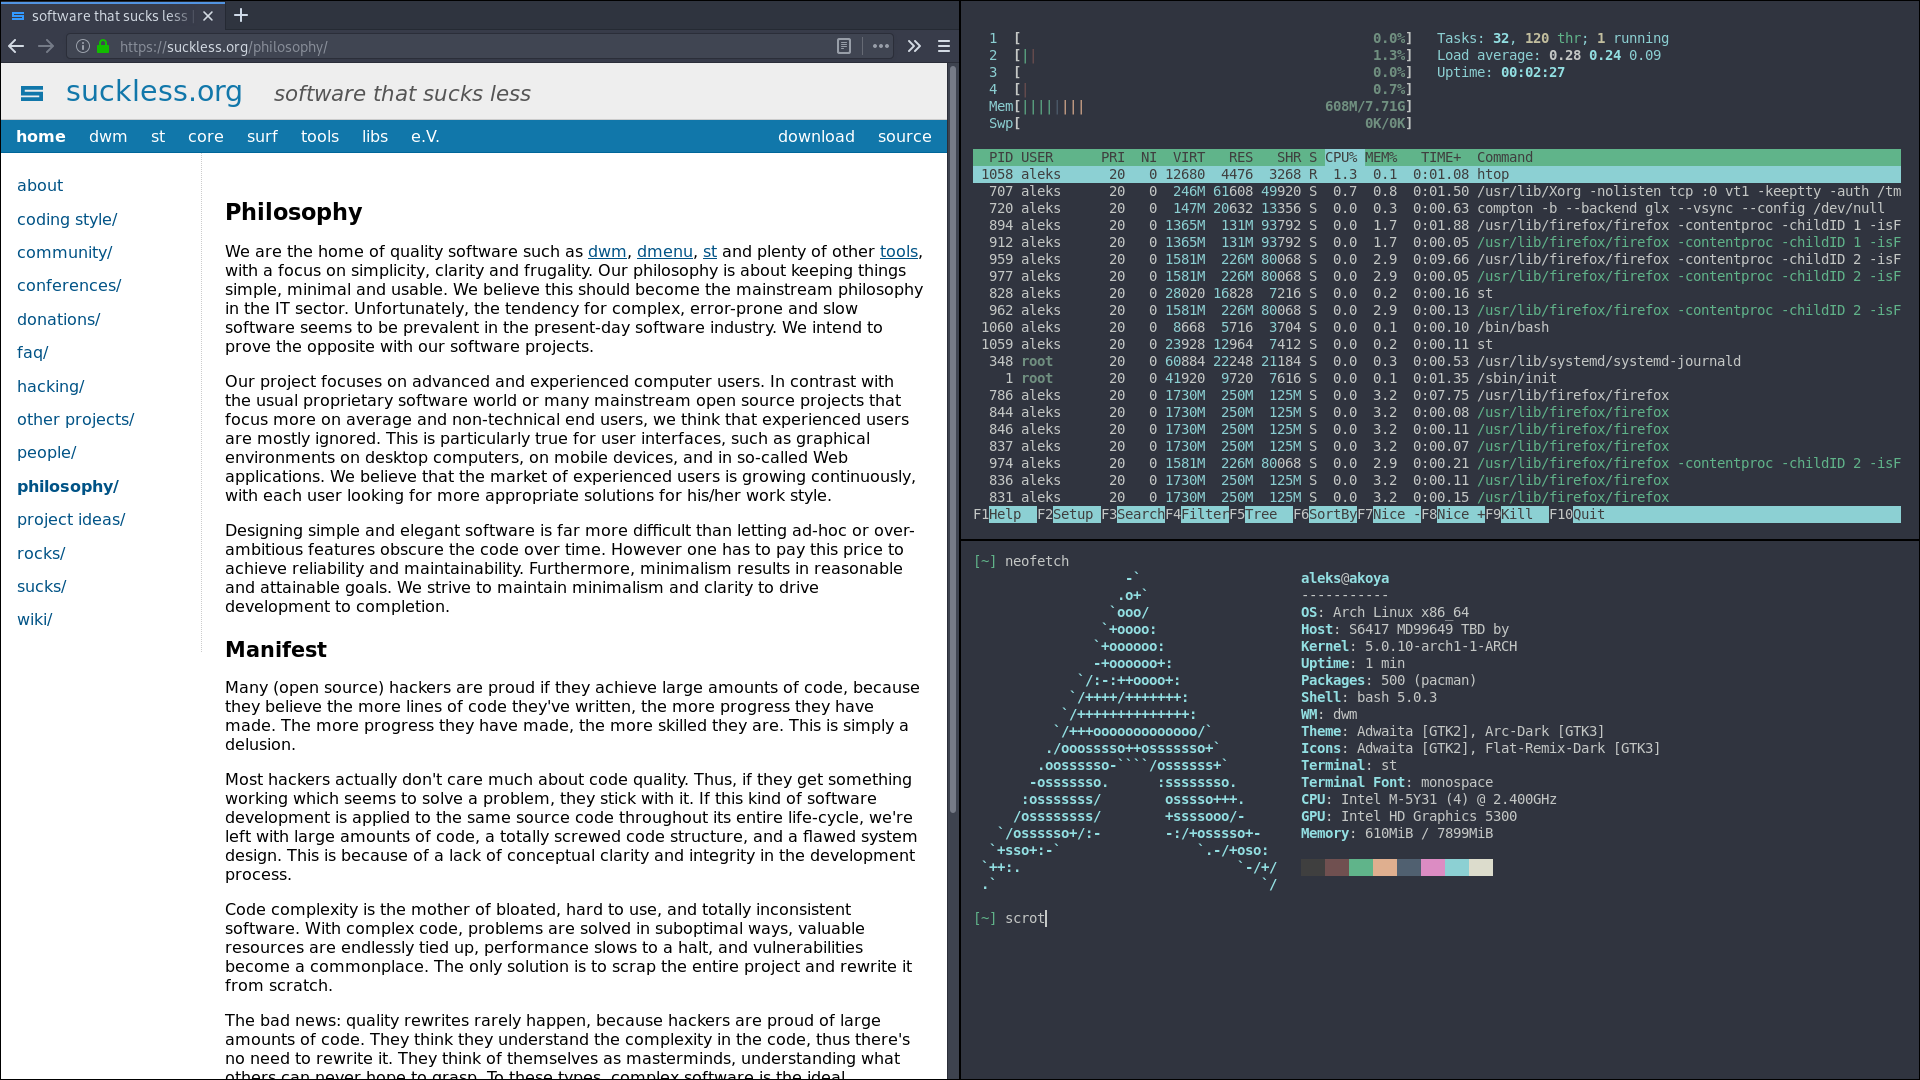 software that sucks less
https://suckless.org/philosophy/
suckless.org software that sucks less
home dwm st core surf tools libs e.V. download source
about
coding style/
community/
conferences/
donations/
faq/
hacking/
other projects/
people/
philosophy/
project ideas/
rocks/
sucks/
wiki/
Philosophy
We are the home of quality software such as dwm, dmenu, st and plenty of other tools,
with a focus on simplicity, clarity and frugality. Our philosophy is about keeping things
simple, minimal and usable. We believe this should become the mainstream philosophy
in the IT sector. Unfortunately, the tendency for complex, error-prone and slow
software seems to be prevalent in the present-day software industry. We intend to
prove the opposite with our software projects.
Our project focuses on advanced and experienced computer users. In contrast with
the usual proprietary software world or many mainstream open source projects that
focus more on average and non-technical end users, we think that experienced users
are mostly ignored. This is particularly true for user interfaces, such as graphical
environments on desktop computers, on mobile devices, and in so-called Web
applications. We believe that the market of experienced users is growing continuously,
with each user looking for more appropriate solutions for his/her work style.
Designing simple and elegant software is far more difficult than letting ad-hoc or over-
ambitious features obscure the code over time. However one has to pay this price to
achieve reliability and maintainability. Furthermore, minimalism results in reasonable
and attainable goals. We strive to maintain minimalism and clarity to drive
development to completion.
Manifest
Many (open source) hackers are proud if they achieve large amounts of code, because
they believe the more lines of code they've written, the more progress they have
made. The more progress they have made, the more skilled they are. This is simply a
delusion.
Most hackers actually don't care much about code quality. Thus, if they get something
working which seems to solve a problem, they stick with it. If this kind of software
development is applied to the same source code throughout its entire life-cycle, we're
left with large amounts of code, a totally screwed code structure, and a flawed system
design. This is because of a lack of conceptual clarity and integrity in the development
process.
Code complexity is the mother of bloated, hard to use, and totally inconsistent
software. With complex code, problems are solved in suboptimal ways, valuable
resources are endlessly tied up, performance slows to a halt, and vulnerabilities
become a commonplace. The only solution is to scrap the entire project and rewrite it
from scratch.
The bad news: quality rewrites rarely happen, because hackers are proud of large
amounts of code. They think they understand the complexity in the code, thus there's
no need to rewrite it. They think of themselves as masterminds, understanding what
others can never hope to grasp. To these types, complex software is the ideal.
1 [ 0.0%] Tasks: 32, 120 thr; 1 running
2 [|| 1.3%] Load average: 0.28 0.24 0.09
3 [ 0.0%] Uptime: 00:02:27
4 [| 0.7%]
Mem[|||||||| 608M/7.71G]
Swp[ 0K/0K]
PID USER PRI NI VIRT RES SHR S CPU% MEM% TIME+ Command
1058 aleks 20 0 12680 4476 3268 R 1.3 0.1 0:01.08 htop
707 aleks 20 0 246M 61608 49920 S 0.7 0.8 0:01.50 /usr/lib/Xorg -nolisten tcp :0 vt1 -keeptty -auth /tm
720 aleks 20 0 147M 20632 13356 S 0.0 0.3 0:00.63 compton -b --backend glx --vsync --config /dev/null
894 aleks 20 0 1365M 131M 93792 S 0.0 1.7 0:01.88 /usr/lib/firefox/firefox -contentproc -childID 1 -isF
912 aleks 20 0 1365M 131M 93792 S 0.0 1.7 0:00.05 /usr/lib/firefox/firefox -contentproc -childID 1 -isF
959 aleks 20 0 1581M 226M 80068 S 0.0 2.9 0:09.66 /usr/lib/firefox/firefox -contentproc -childID 2 -isF
977 aleks 20 0 1581M 226M 80068 S 0.0 2.9 0:00.05 /usr/lib/firefox/firefox -contentproc -childID 2 -isF
828 aleks 20 0 28020 16828 7216 S 0.0 0.2 0:00.16 st
962 aleks 20 0 1581M 226M 80068 S 0.0 2.9 0:00.13 /usr/lib/firefox/firefox -contentproc -childID 2 -isF
1060 aleks 20 0 8668 5716 3704 S 0.0 0.1 0:00.10 /bin/bash
1059 aleks 20 0 23928 12964 7412 S 0.0 0.2 0:00.11 st
348 root 20 0 60884 22248 21184 S 0.0 0.3 0:00.53 /usr/lib/systemd/systemd-journald
1 root 20 0 41920 9720 7616 S 0.0 0.1 0:01.35 /sbin/init
786 aleks 20 0 1730M 250M 125M S 0.0 3.2 0:07.75 /usr/lib/firefox/firefox
844 aleks 20 0 1730M 250M 125M S 0.0 3.2 0:00.08 /usr/lib/firefox/firefox
846 aleks 20 0 1730M 250M 125M S 0.0 3.2 0:00.11 /usr/lib/firefox/firefox
837 aleks 20 0 1730M 250M 125M S 0.0 3.2 0:00.07 /usr/lib/firefox/firefox
974 aleks 20 0 1581M 226M 80068 S 0.0 2.9 0:00.21 /usr/lib/firefox/firefox -contentproc -childID 2 -isF
836 aleks 20 0 1730M 250M 125M S 0.0 3.2 0:00.11 /usr/lib/firefox/firefox
831 aleks 20 0 1730M 250M 125M S 0.0 3.2 0:00.15 /usr/lib/firefox/firefox
F1Help F2Setup F3SearchF4FilterF5Tree F6SortByF7Nice -F8Nice +F9Kill F10Quit
[~] neofetch
-` aleks@akoya
.o+` -----------
`ooo/ OS: Arch Linux x86_64
`+oooo: Host: S6417 MD99649 TBD by
`+oooooo: Kernel: 5.0.10-arch1-1-ARCH
-+oooooo+: Uptime: 1 min
`/:-:++oooo+: Packages: 500 (pacman)
`/++++/+++++++: Shell: bash 5.0.3
`/++++++++++++++: WM: dwm
`/+++ooooooooooooo/` Theme: Adwaita [GTK2], Arc-Dark [GTK3]
./ooosssso++osssssso+` Icons: Adwaita [GTK2], Flat-Remix-Dark [GTK3]
.oossssso-````/ossssss+` Terminal: st
-osssssso. :ssssssso. Terminal Font: monospace
:osssssss/ osssso+++. CPU: Intel M-5Y31 (4) @ 2.400GHz
/ossssssss/ +ssssooo/- GPU: Intel HD Graphics 5300
`/ossssso+/:- -:/+osssso+- Memory: 610MiB / 7899MiB
`+sso+:-` `.-/+oso:
`++:. `-/+/
.` `/
[~] scrot